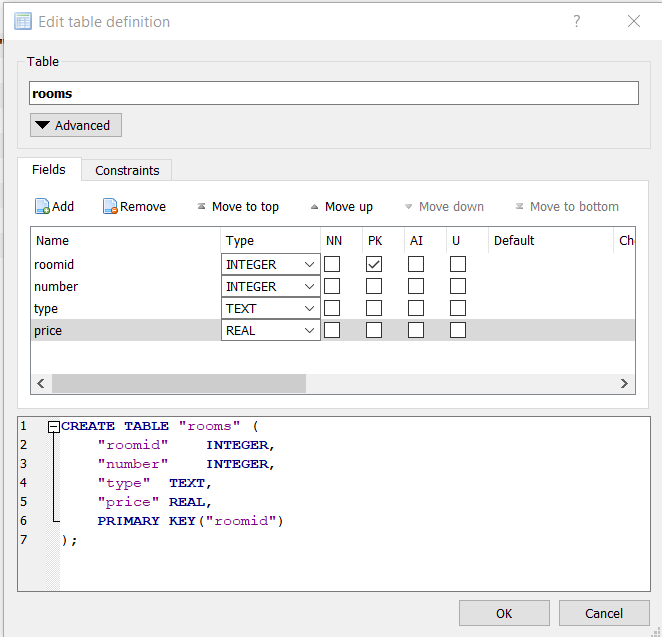 Edit table definition ?
Table
rooms
Advanced
Fields Constraints
Add Remove Move to top Move up Move down Move to bottom
Name Type NN PK AI U Default Che
roomid INTEGER
number INTEGER
type TEXT
price REAL
1 CREATE TABLE "rooms" (
2 "roomid" INTEGER,
3 "number" INTEGER,
4 "type" TEXT,
5 "price" REAL,
6 PRIMARY KEY("roomid")
7 );
OK Cancel